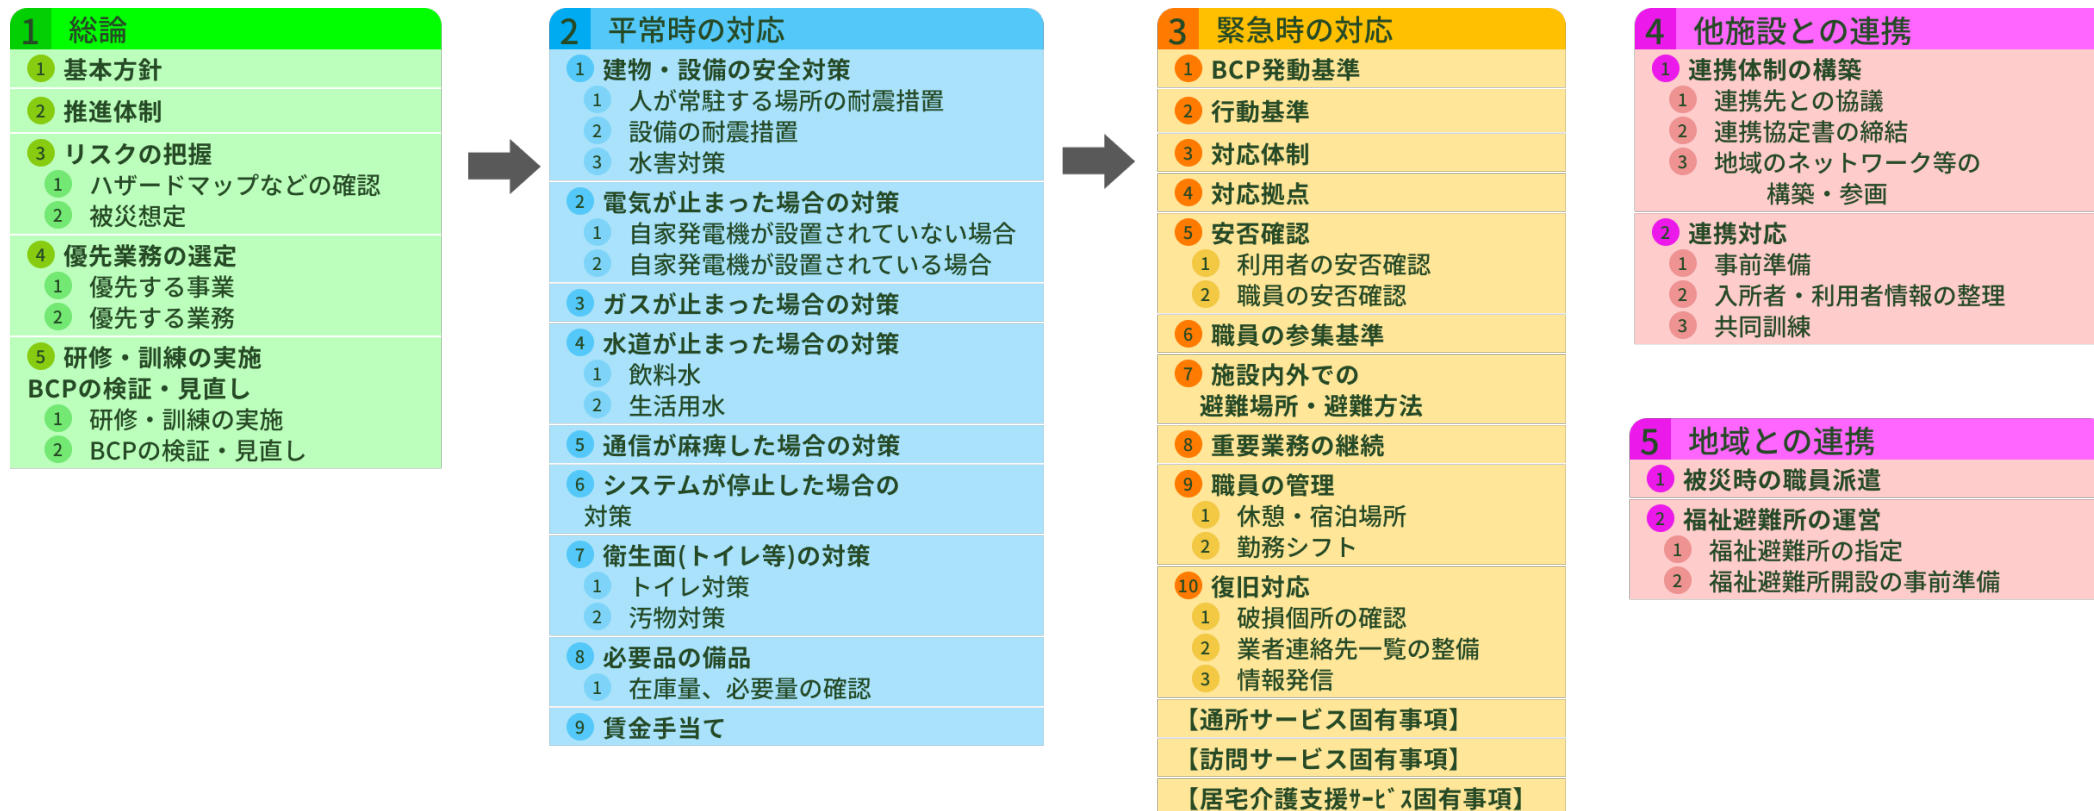 1 総論
1 基本方針
2 推進体制
3 リスクの把握
1 ハザードマップなどの確認
2 被災想定
4 優先業務の選定
1 優先する事業
2 優先する業務
5 研修・訓練の実施
BCPの検証・見直し
1 研修・訓練の実施
2 BCPの検証・見直し
2 平常時の対応
1 建物・設備の安全対策
1 人が常駐する場所の耐震措置
2 設備の耐震措置
3 水害対策
2 電気が止まった場合の対策
1 自家発電機が設置されていない場合
2 自家発電機が設置されている場合
3 ガスが止まった場合の対策
4 水道が止まった場合の対策
1 飲料水
2 生活用水
5 通信が麻痺した場合の対策
6 システムが停止した場合の
対策
7 衛生面(トイレ等)の対策
1 トイレ対策
2 汚物対策
8 必要品の備品
1 在庫量、必要量の確認
9 賃金手当て
3 緊急時の対応
1 BCP発動基準
2 行動基準
3 対応体制
4 対応拠点
5 安否確認
1 利用者の安否確認
2 職員の安否確認
6 職員の参集基準
7 施設内外での
避難場所・避難方法
8 重要業務の継続
9 職員の管理
1 休憩・宿泊場所
2 勤務シフト
10 復旧対応
1 破損個所の確認
2 業者連絡先一覧の整備
3 情報発信
【通所サービス固有事項】
【訪問サービス固有事項】
【居宅介護支援ｻｰﾋﾞｽ固有事項】
4 他施設との連携
1 連携体制の構築
1 連携先との協議
2 連携協定書の締結
3 地域のネットワーク等の
構築・参画
2 連携対応
1 事前準備
2 入所者・利用者情報の整理
3 共同訓練
5 地域との連携
1 被災時の職員派遣
2 福祉避難所の運営
1 福祉避難所の指定
2 福祉避難所開設の事前準備